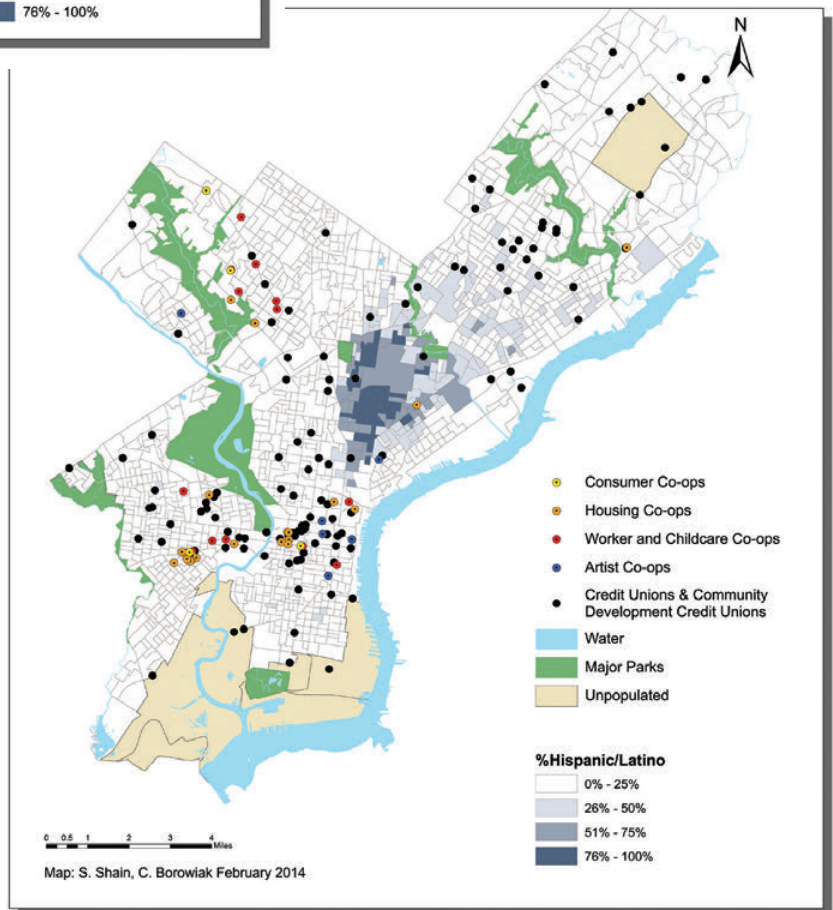 76% - 100%
N
Consumer Co-ops
Housing Co-ops
Worker and Childcare Co-ops
Artist Co-ops
Credit Unions & Community
Development Credit Unions
Water
Major Parks
Unpopulated
%Hispanic/Latino
0% - 25%
26% - 50%
51% - 75%
76% - 100%
0 0.5 1 2 3 4
Miles
Map: S. Shain, C. Borowiak February 2014